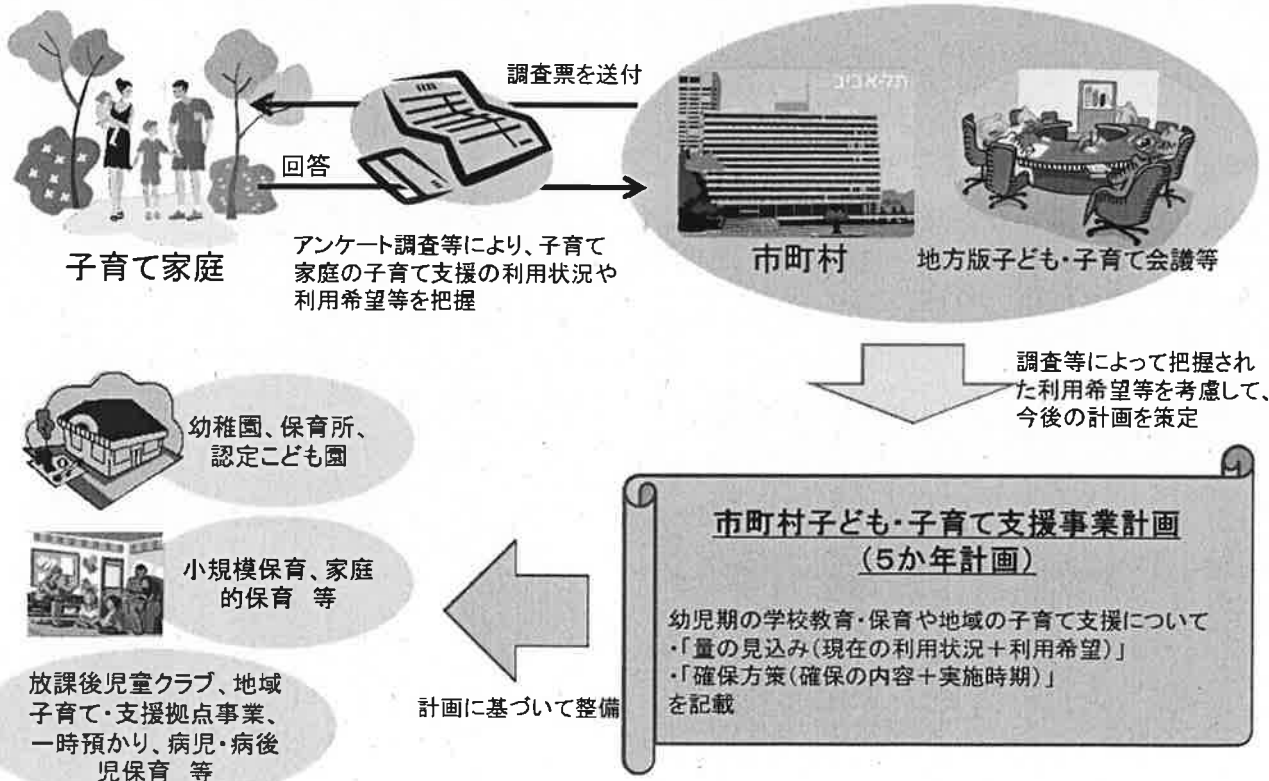 調査票を送付
תל-אביב
回答
子育て家庭
アンケート調査等により、子育て
家庭の子育て支援の利用状況や
利用希望等を把握
市町村
地方版子ども・子育て会議等
調査等によって把握され
た利用希望等を考慮して、
今後の計画を策定
幼稚園、保育所、
認定こども園
小規模保育、家庭
的保育 等
放課後児童クラブ、地域
子育て・支援拠点事業、
一時預かり、病児・病後
児保育 等
計画に基づいて整備
市町村子ども・子育て支援事業計画
(5か年計画)
幼児期の学校教育・保育や地域の子育て支援について
・「量の見込み(現在の利用状況+利用希望)」
・「確保方策(確保の内容+実施時期)」
を記載